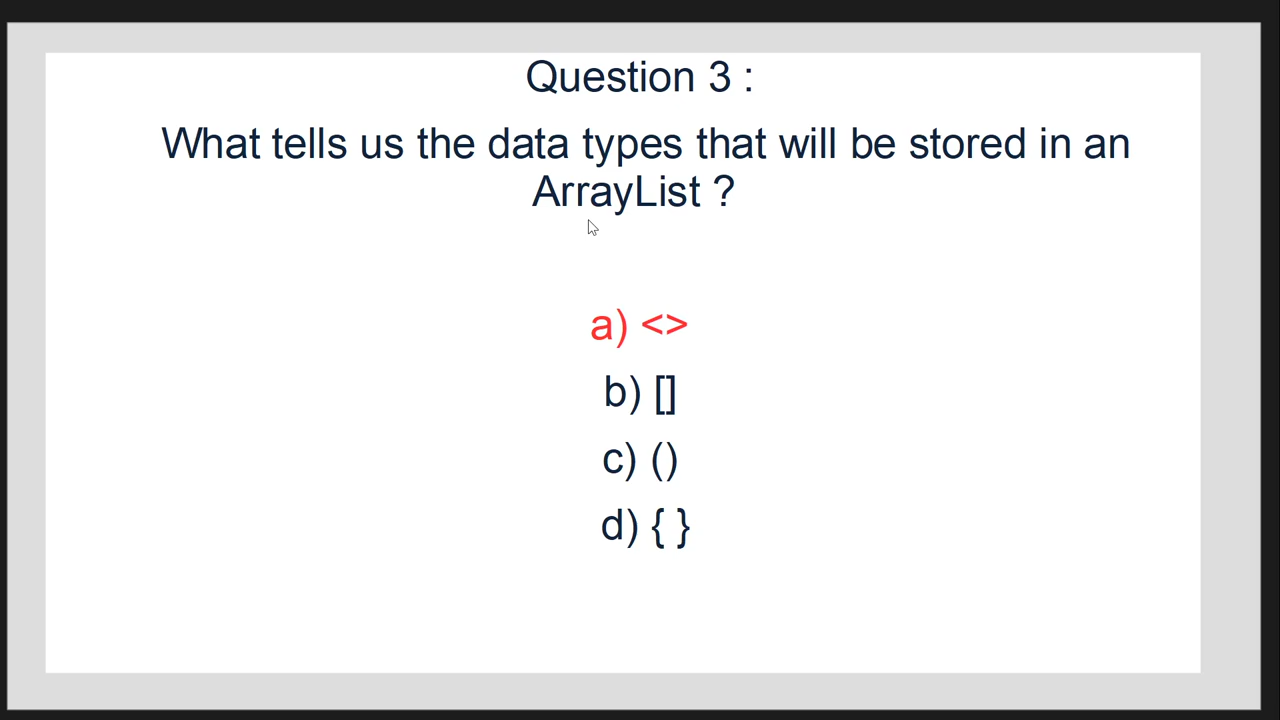 Question 3 :
What tells us the data types that will be stored in an
ArrayList ?
a) <>
b) []
c) ()
d) { }